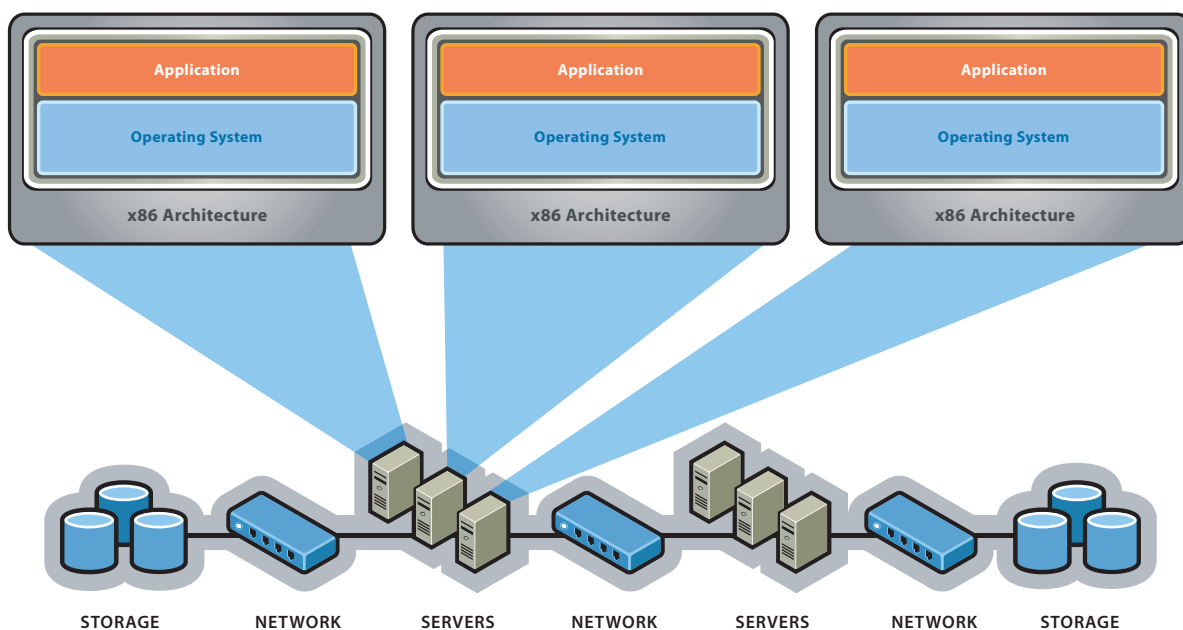 Application
Operating System
x86 Architecture
Application
Operating System
x86 Architecture
Application
Operating System
x86 Architecture
STORAGE
NETWORK
SERVERS
NETWORK
SERVERS
NETWORK
STORAGE